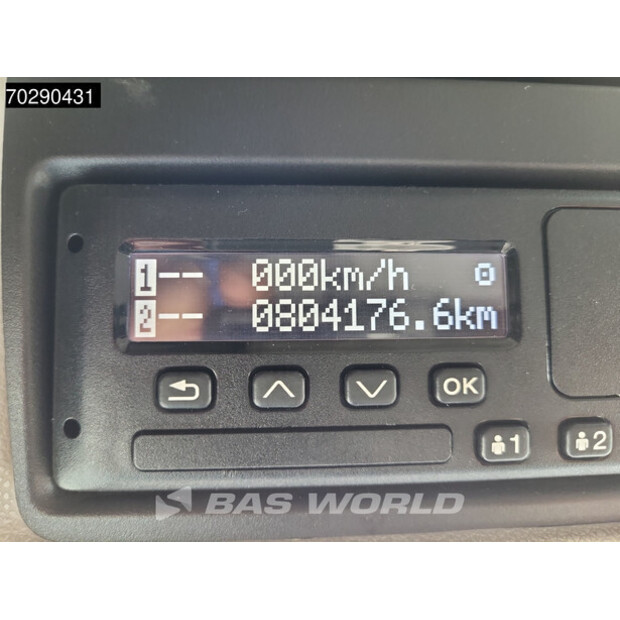 70290431
1-- 000km/h
2-- 0804176.6km
OK
1
2
BAS WORLD